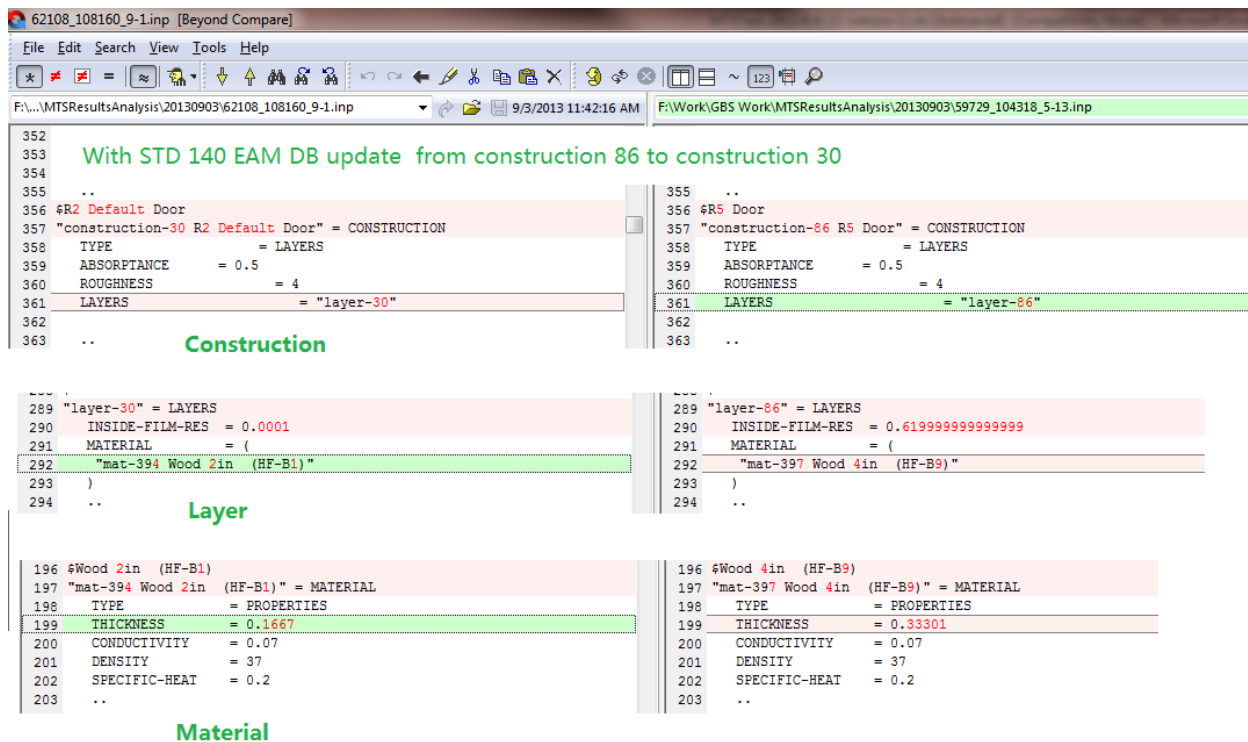 62108_108160_9-1.inp [Beyond Compare]
File Edit Search View Tools Help
123
F:\...\MTSResultsAnalysis\20130903\62108_108160_9-1.inp 9/3/2013 11:42:16 AM F:\Work\GBS Work\MTSResultsAnalysis\20130903\59729_104318_5-13.inp
352
353 With STD 140 EAM DB update from construction 86 to construction 30
354
355 .. 355 ..
356 $R2 Default Door 356 $R5 Door
357 "construction-30 R2 Default Door" = CONSTRUCTION 357 "construction-86 R5 Door" = CONSTRUCTION
358 TYPE = LAYERS 358 TYPE = LAYERS
359 ABSORPTANCE = 0.5 359 ABSORPTANCE = 0.5
360 ROUGHNESS = 4 360 ROUGHNESS = 4
361 LAYERS = "layer-30" 361 LAYERS = "layer-86"
362 362
363 .. 363 ..
Construction
289 "layer-30" = LAYERS 289 "layer-86" = LAYERS
290 INSIDE-FILM-RES = 0.0001 290 INSIDE-FILM-RES = 0.619999999999999
291 MATERIAL = ( 291 MATERIAL = (
292 "mat-394 Wood 2in (HF-B1)" 292 "mat-397 Wood 4in (HF-B9)"
293 ) 293 )
294 .. 294 ..
Layer
196 $Wood 2in (HF-B1) 196 $Wood 4in (HF-B9)
197 "mat-394 Wood 2in (HF-B1)" = MATERIAL 197 "mat-397 Wood 4in (HF-B9)" = MATERIAL
198 TYPE = PROPERTIES 198 TYPE = PROPERTIES
199 THICKNESS = 0.1667 199 THICKNESS = 0.33301
200 CONDUCTIVITY = 0.07 200 CONDUCTIVITY = 0.07
201 DENSITY = 37 201 DENSITY = 37
202 SPECIFIC-HEAT = 0.2 202 SPECIFIC-HEAT = 0.2
203 .. 203 ..
Material